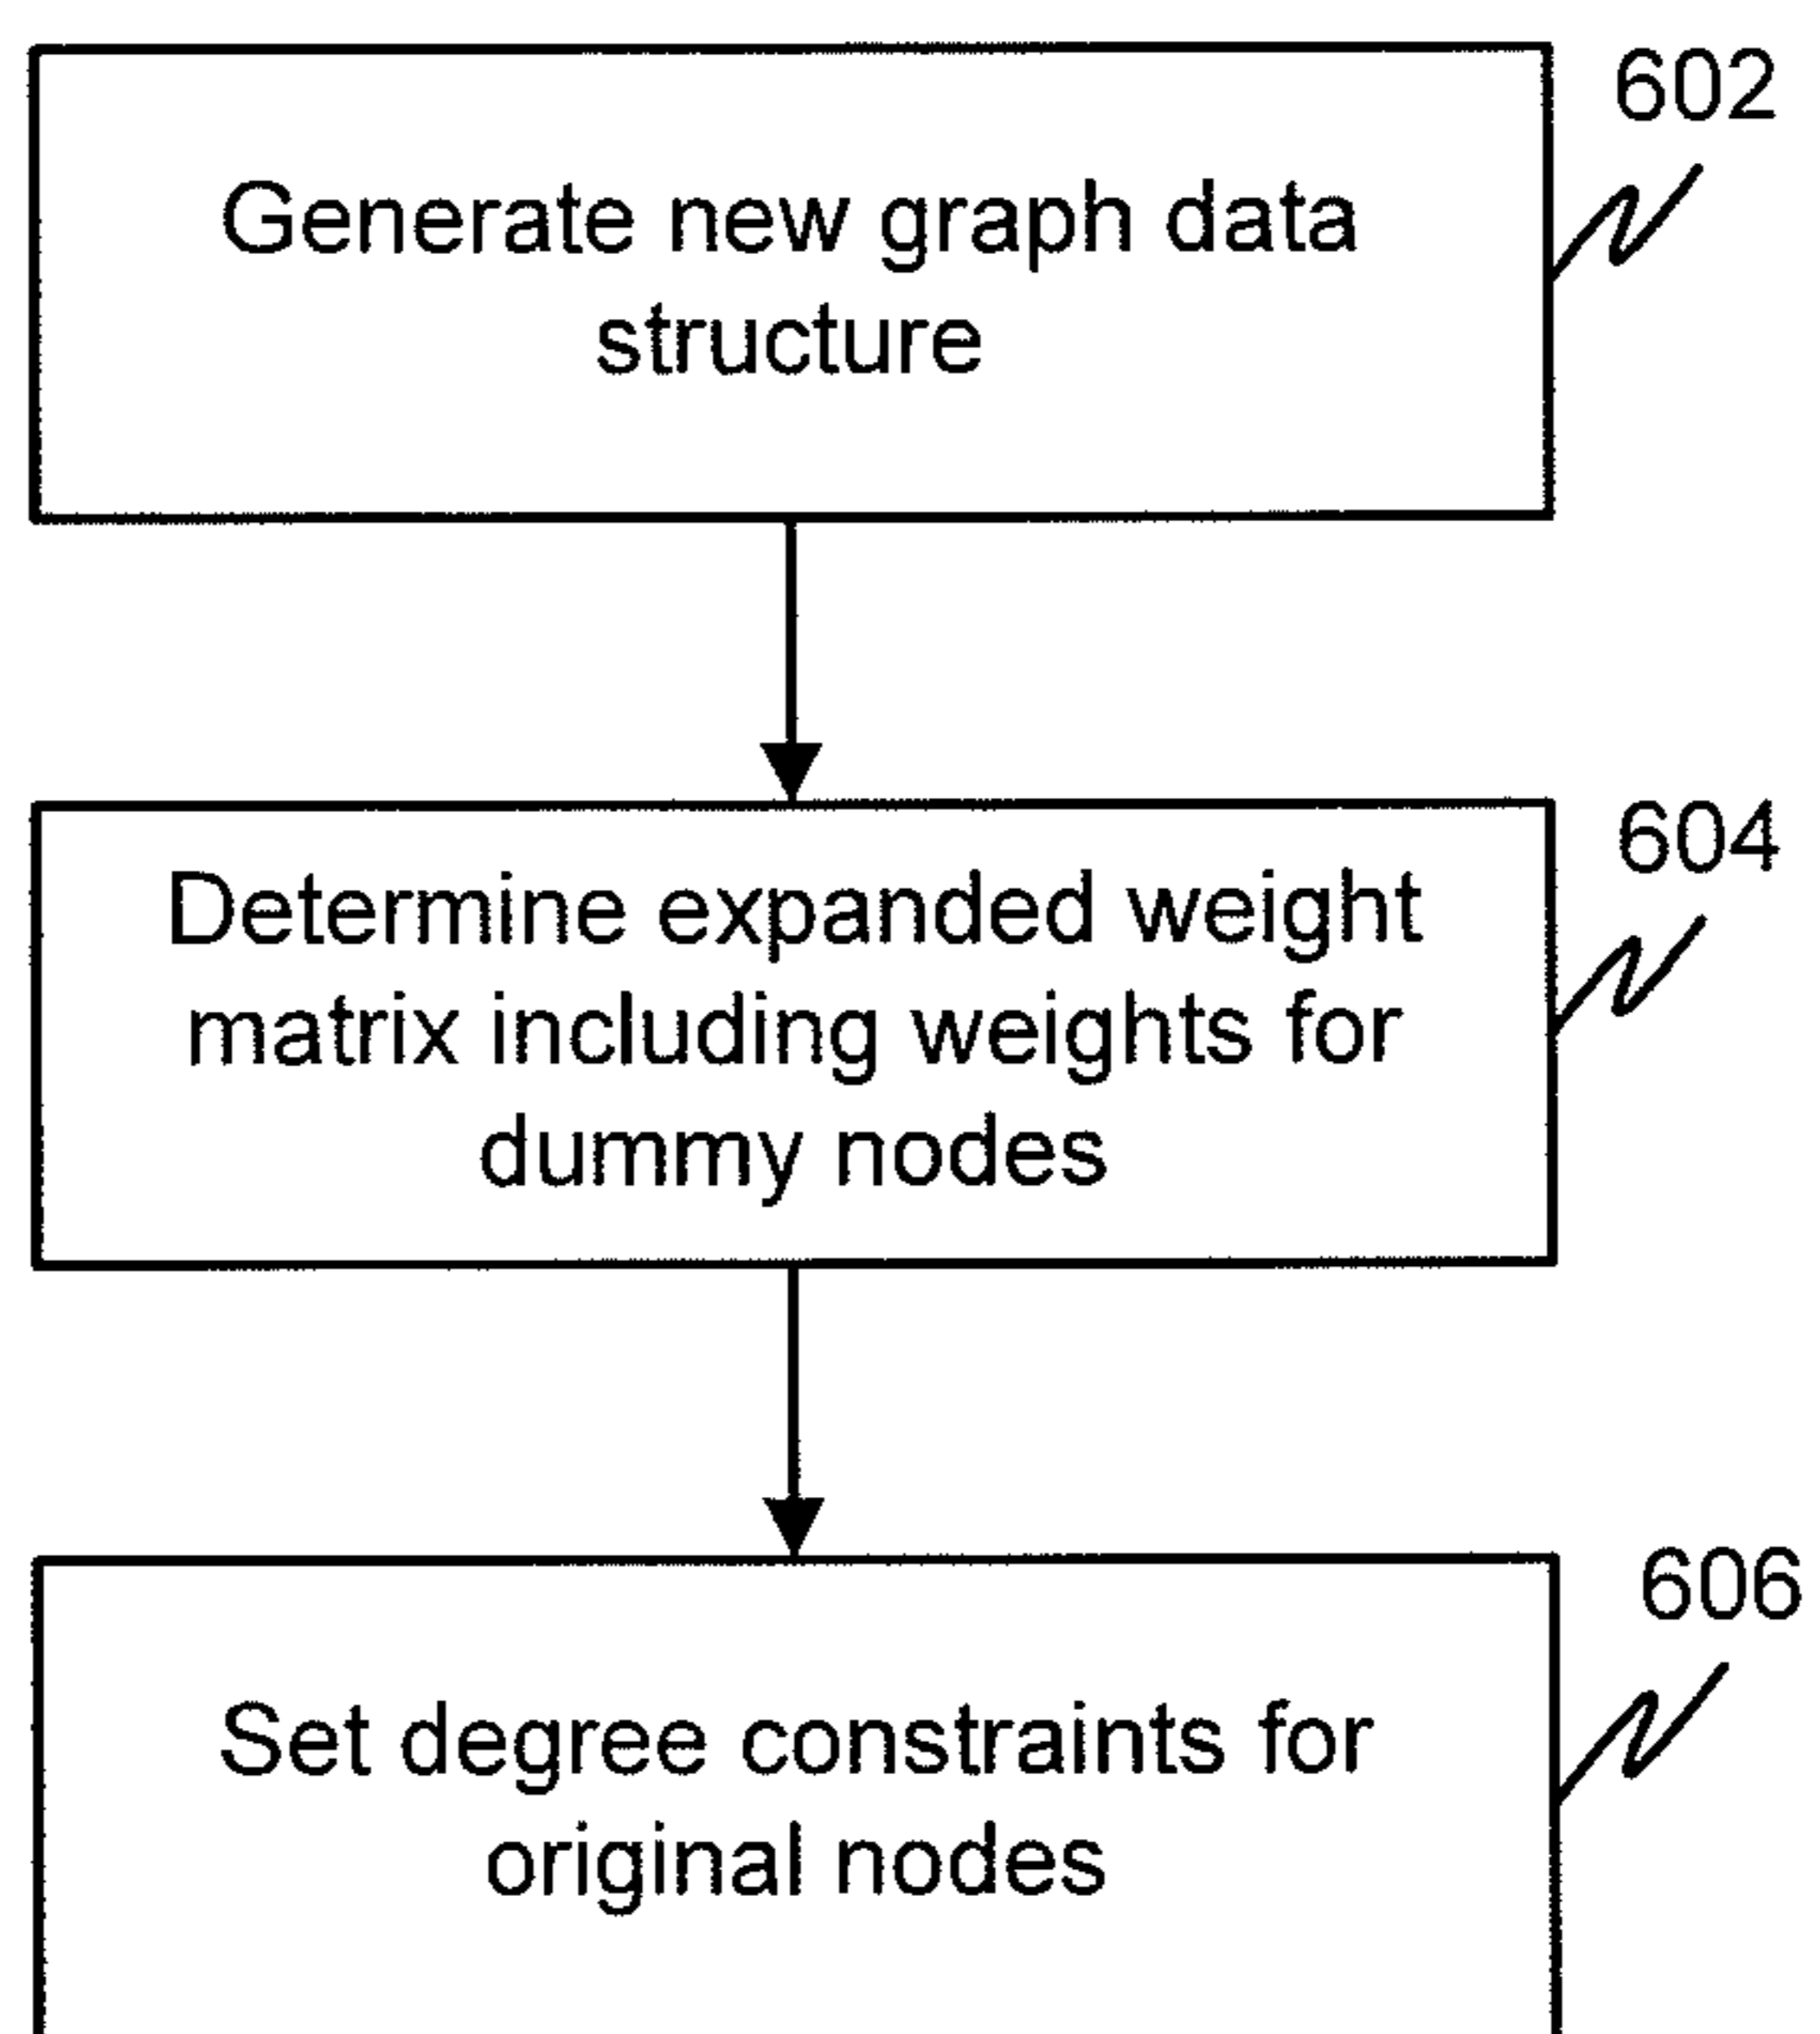 602
Generate new graph data
structure
604
Determine expanded weight
matrix including weights for
dummy nodes
606
Set degree constraints for
original nodes